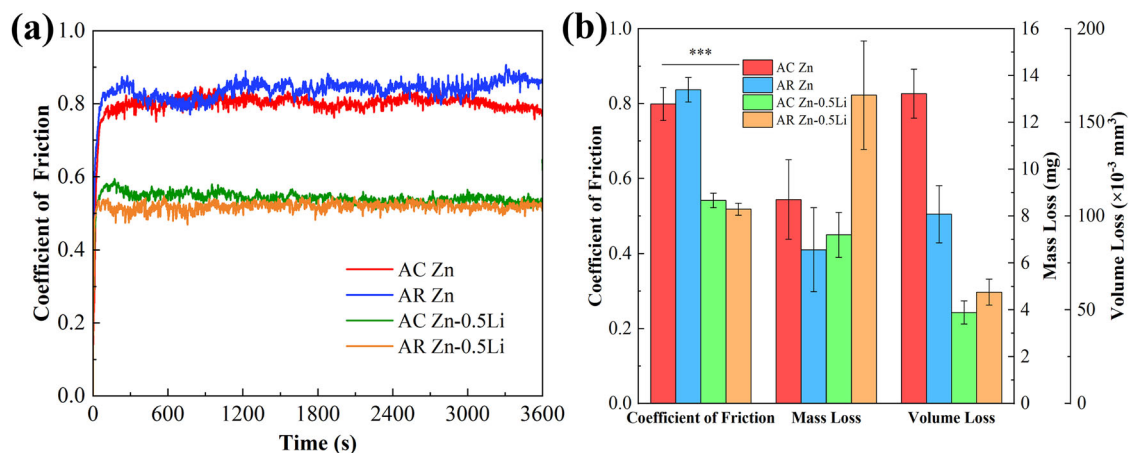 (a)
1.0
0.8
0.6
0.4
0.2
0.0
Coefficient of Friction
0
600
1200
1800
2400
3000
3600
Time (s)
AC Zn
AR Zn
AC Zn-0.5Li
AR Zn-0.5Li
(b)
1.0
0.8
0.6
0.4
0.2
0.0
Coefficient of Friction
***
AC Zn
AR Zn
AC Zn-0.5Li
AR Zn-0.5Li
Coefficient of Friction
Mass Loss
Volume Loss
16
14
12
10
8
6
4
2
0
Mass Loss (mg)
200
150
100
50
0
Volume Loss (×10⁻³ mm³)